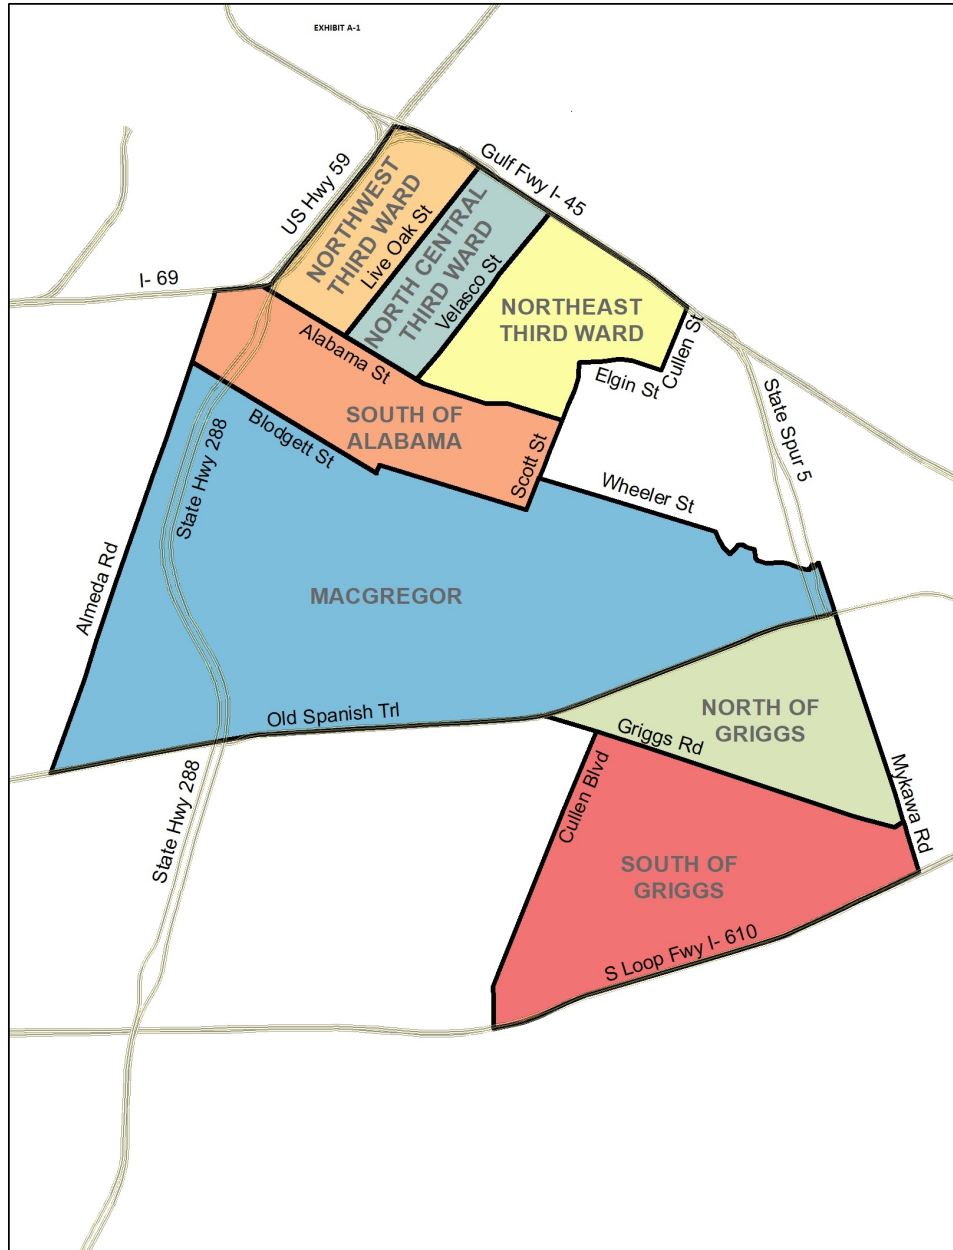 EXHIBIT A-1
Gulf Fwy I- 45
US Hwy 59
NORTHWEST
THIRD WARD
Live Oak St
NORTH CENTRAL
THIRD WARD
Velasco St
I- 69
NORTHEAST
THIRD WARD
Cullen St
Elgin St
Alabama St
State Spur 5
SOUTH OF
ALABAMA
Blodgett St
Scott St
State Hwy 288
Wheeler St
Almeda Rd
MACGREGOR
Old Spanish Trl
NORTH OF
GRIGGS
Griggs Rd
Cullen Blvd
Mykawa Rd
State Hwy 288
SOUTH OF
GRIGGS
S Loop Fwy I- 610